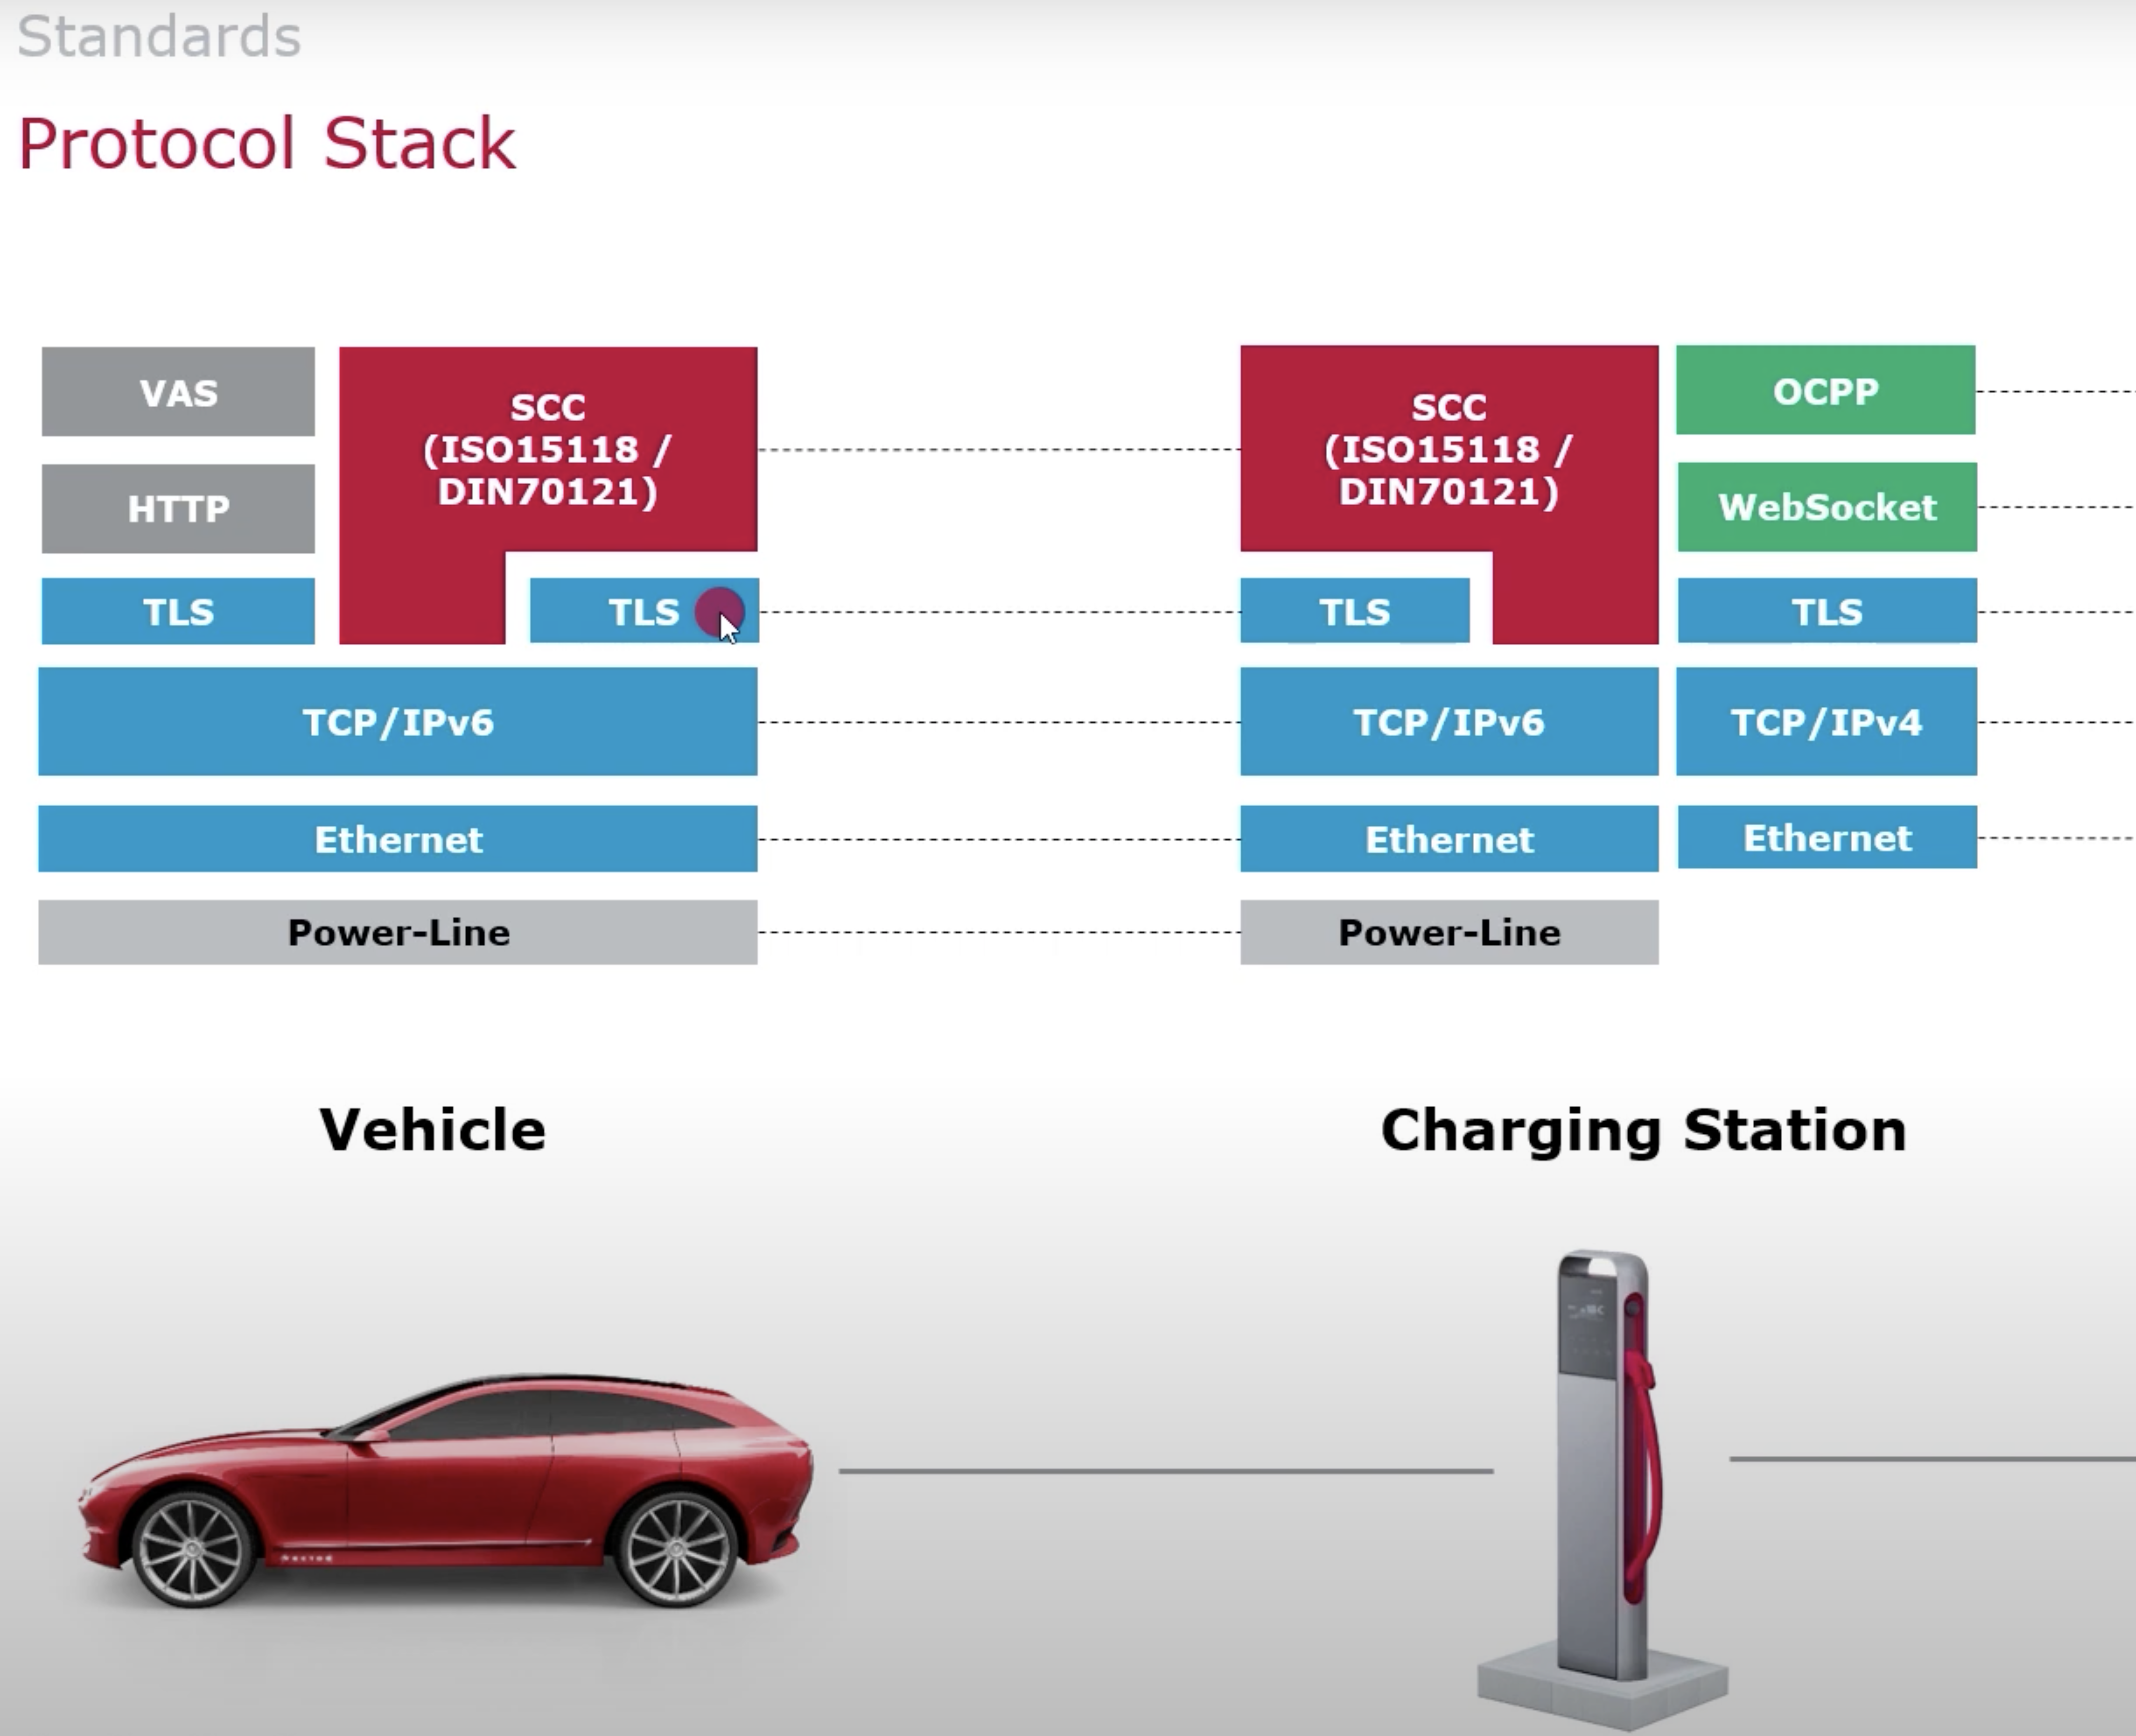 Standards
Protocol Stack
VAS
HTTP
TLS
SCC
(ISO15118 /
DIN70121)
TLS
TCP/IPv6
Ethernet
Power-Line
SCC
(ISO15118 /
DIN70121)
TLS
TCP/IPv6
Ethernet
Power-Line
OCPP
WebSocket
TLS
TCP/IPv4
Ethernet
Vehicle
Charging Station